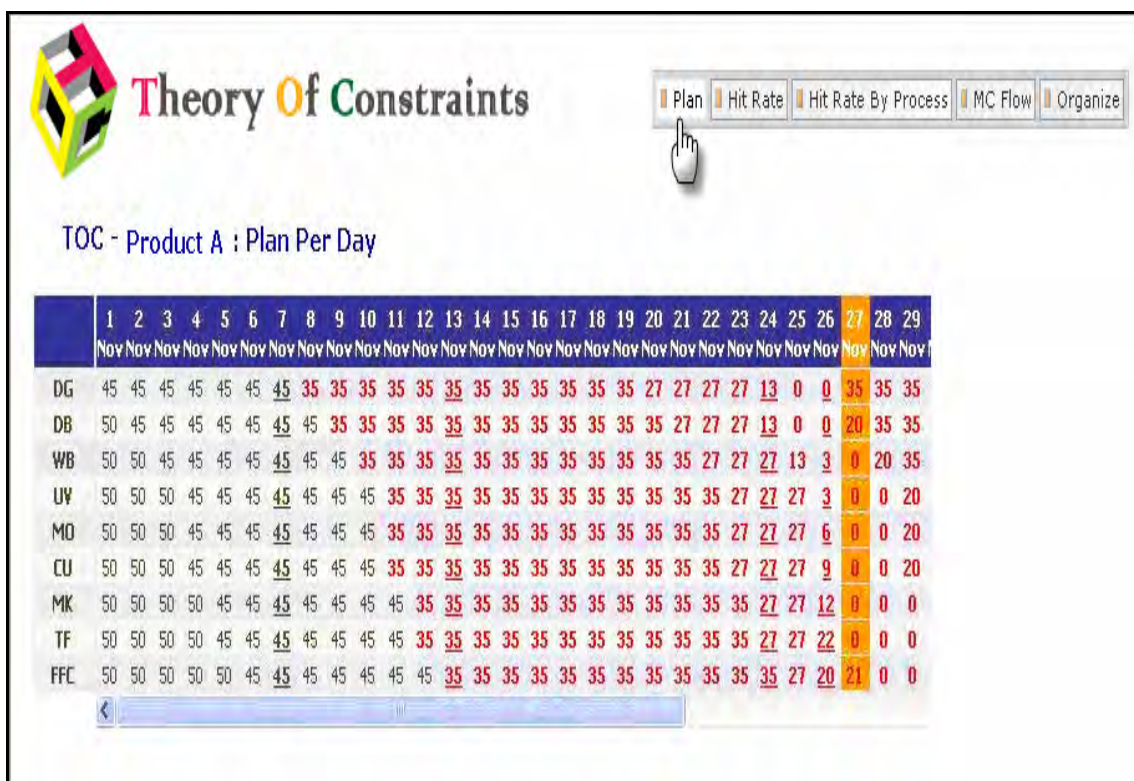 Theory Of Constraints
Plan Hit Rate Hit Rate By Process MC Flow Organize
TOC - Product A : Plan Per Day
1 2 3 4 5 6 7 8 9 10 11 12 13 14 15 16 17 18 19 20 21 22 23 24 25 26 27 28 29
Nov Nov Nov Nov Nov Nov Nov Nov Nov Nov Nov Nov Nov Nov Nov Nov Nov Nov Nov Nov Nov Nov Nov Nov Nov Nov Nov Nov Nov
DG 45 45 45 45 45 45 45 35 35 35 35 35 35 35 35 35 35 35 35 27 27 27 27 13 0 0 35 35 35
DB 50 45 45 45 45 45 45 45 35 35 35 35 35 35 35 35 35 35 35 35 27 27 27 13 0 0 20 35 35
WB 50 50 45 45 45 45 45 45 45 35 35 35 35 35 35 35 35 35 35 35 35 27 27 27 13 3 0 20 35
UV 50 50 50 45 45 45 45 45 45 45 35 35 35 35 35 35 35 35 35 35 35 35 27 27 27 3 0 0 20
MO 50 50 50 45 45 45 45 45 45 45 35 35 35 35 35 35 35 35 35 35 35 35 27 27 27 6 0 0 20
CU 50 50 50 45 45 45 45 45 45 45 35 35 35 35 35 35 35 35 35 35 35 35 27 27 27 9 0 0 20
MK 50 50 50 50 45 45 45 45 45 45 45 35 35 35 35 35 35 35 35 35 35 35 35 27 27 12 0 0 0
TF 50 50 50 50 45 45 45 45 45 45 45 35 35 35 35 35 35 35 35 35 35 35 35 27 27 22 0 0 0
FFC 50 50 50 50 50 45 45 45 45 45 45 45 35 35 35 35 35 35 35 35 35 35 35 35 27 20 21 0 0